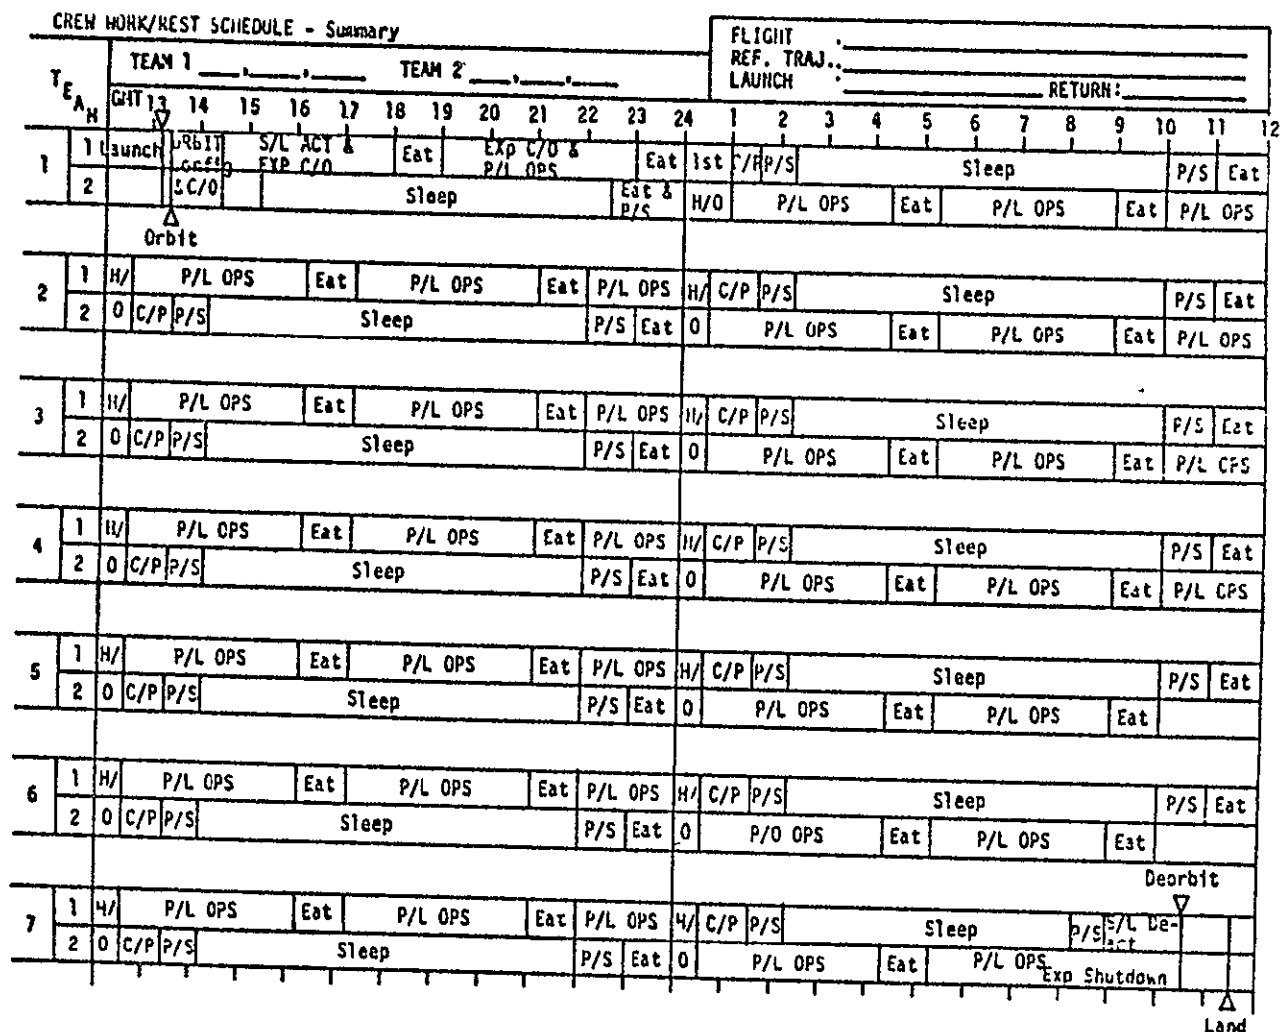 CREW WORK/REST SCHEDULE - Summary
FLIGHT :
REF. TRAJ.:
LAUNCH : RETURN:
TEAM
TEAM 1 TEAM 2
GMT 13 14 15 16 17 18 19 20 21 22 23 24 1 2 3 4 5 6 7 8 9 10 11 12
1 1 Launch Orbit S/L ACT & EXP C/O Eat Exp C/O & P/L OPS Eat 1st C/P P/S Sleep P/S Eat
2 & C/O Sleep Eat & P/S H/O P/L OPS Eat P/L OPS Eat P/L OPS
Orbit
2 1 H/ P/L OPS Eat P/L OPS Eat P/L OPS H/ C/P P/S Sleep P/S Eat
2 O C/P P/S Sleep P/S Eat O P/L OPS Eat P/L OPS Eat P/L OPS
3 1 H/ P/L OPS Eat P/L OPS Eat P/L OPS H/ C/P P/S Sleep P/S Eat
2 O C/P P/S Sleep P/S Eat O P/L OPS Eat P/L OPS Eat P/L OPS
4 1 H/ P/L OPS Eat P/L OPS Eat P/L OPS H/ C/P P/S Sleep P/S Eat
2 O C/P P/S Sleep P/S Eat O P/L OPS Eat P/L OPS Eat P/L OPS
5 1 H/ P/L OPS Eat P/L OPS Eat P/L OPS H/ C/P P/S Sleep P/S Eat
2 O C/P P/S Sleep P/S Eat O P/L OPS Eat P/L OPS Eat
6 1 H/ P/L OPS Eat P/L OPS Eat P/L OPS H/ C/P P/S Sleep P/S Eat
2 O C/P P/S Sleep P/S Eat O P/O OPS Eat P/L OPS Eat
Deorbit
7 1 H/ P/L OPS Eat P/L OPS Eat P/L OPS H/ C/P P/S Sleep P/S S/L De-act
2 O C/P P/S Sleep P/S Eat O P/L OPS Eat P/L OPS Exp Shutdown
Land